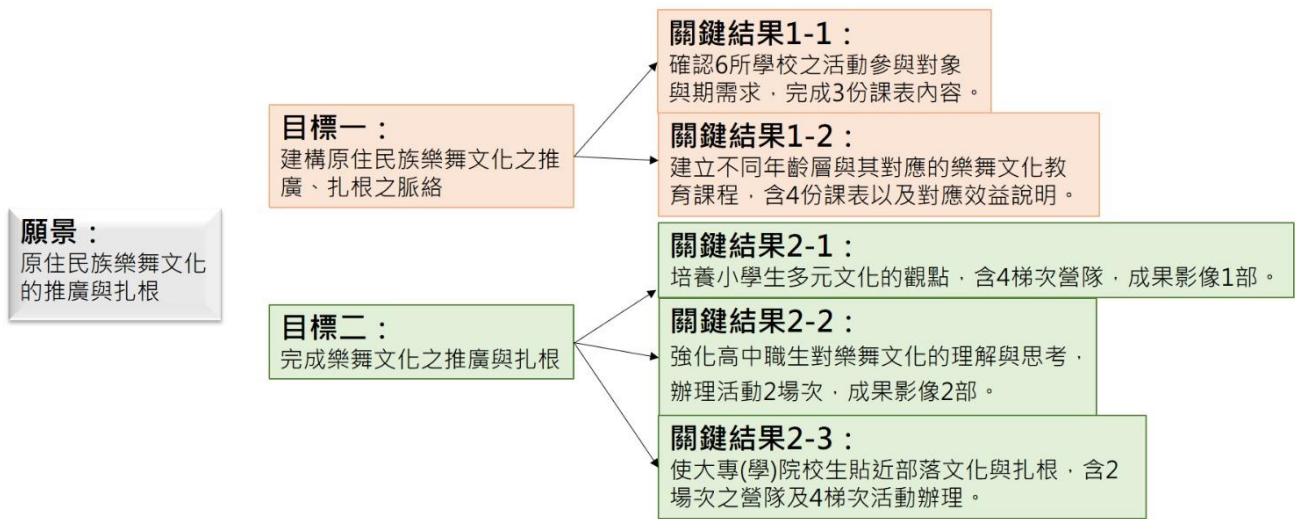 願景：
原住民族樂舞文化
的推廣與扎根
目標一：
建構原住民族樂舞文化之推
廣、扎根之脈絡
關鍵結果1-1：
確認6所學校之活動參與對象
與期需求，完成3份課表內容。
關鍵結果1-2：
建立不同年齡層與其對應的樂舞文化教
育課程，含4份課表以及對應效益說明。
目標二：
完成樂舞文化之推廣與扎根
關鍵結果2-1：
培養小學生多元文化的觀點，含4梯次營隊，成果影像1部。
關鍵結果2-2：
強化高中職生對樂舞文化的理解與思考，
辦理活動2場次，成果影像2部。
關鍵結果2-3：
使大專(學)院校生貼近部落文化與扎根，含2
場次之營隊及4梯次活動辦理。